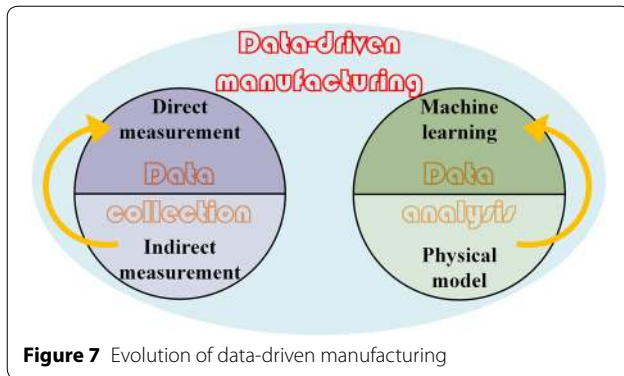 Data-driven
manufacturing
Direct
measurement
Data
collection
Indirect
measurement
Machine
learning
Data
analysis
Physical
model
Figure 7 Evolution of data-driven manufacturing